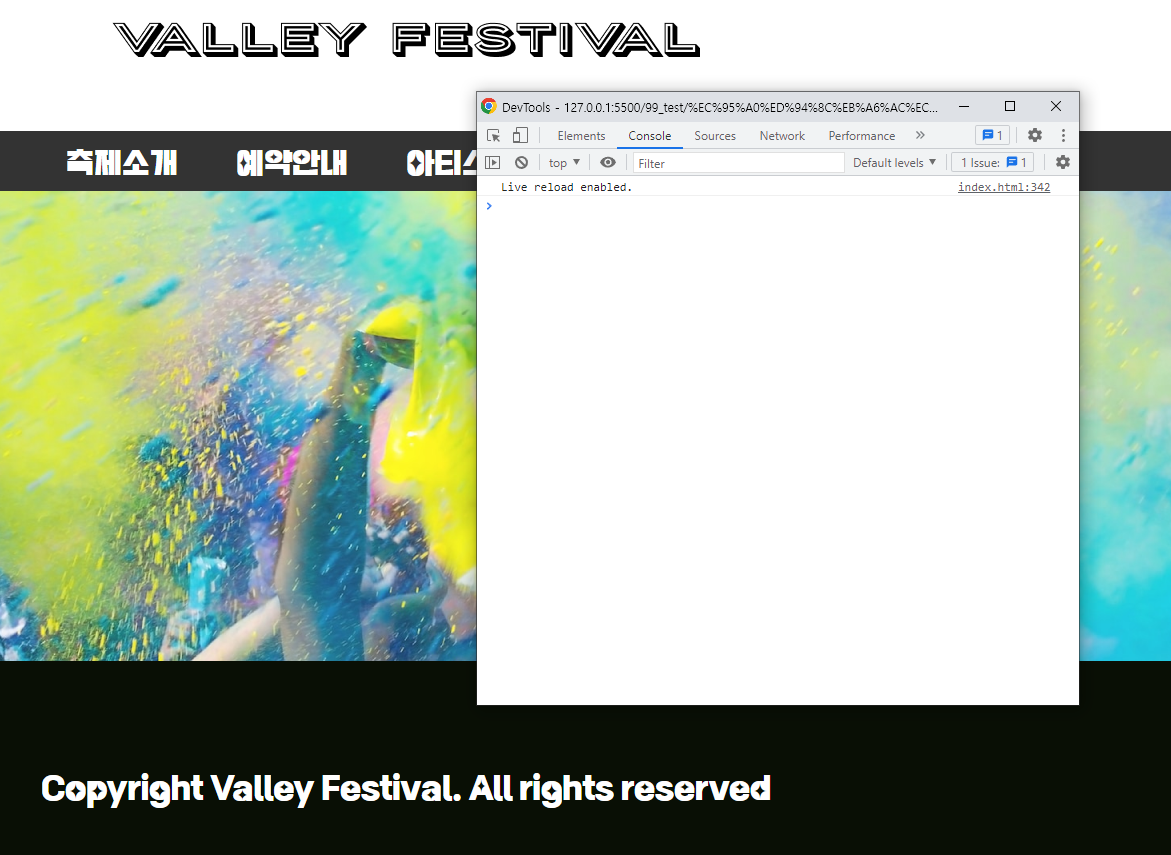 VALLEY FESTIVAL
DevTools - 127.0.0.1:5500/99_test/%EC%95%A0%ED%94%8C%EB%A6%AC%EC%...
Elements Console Sources Network Performance » 1
top ▼ Filter Default levels ▼ 1 Issue: 1
축제소개 예약안내 아티스
Live reload enabled. index.html:342
>
Copyright Valley Festival. All rights reserved